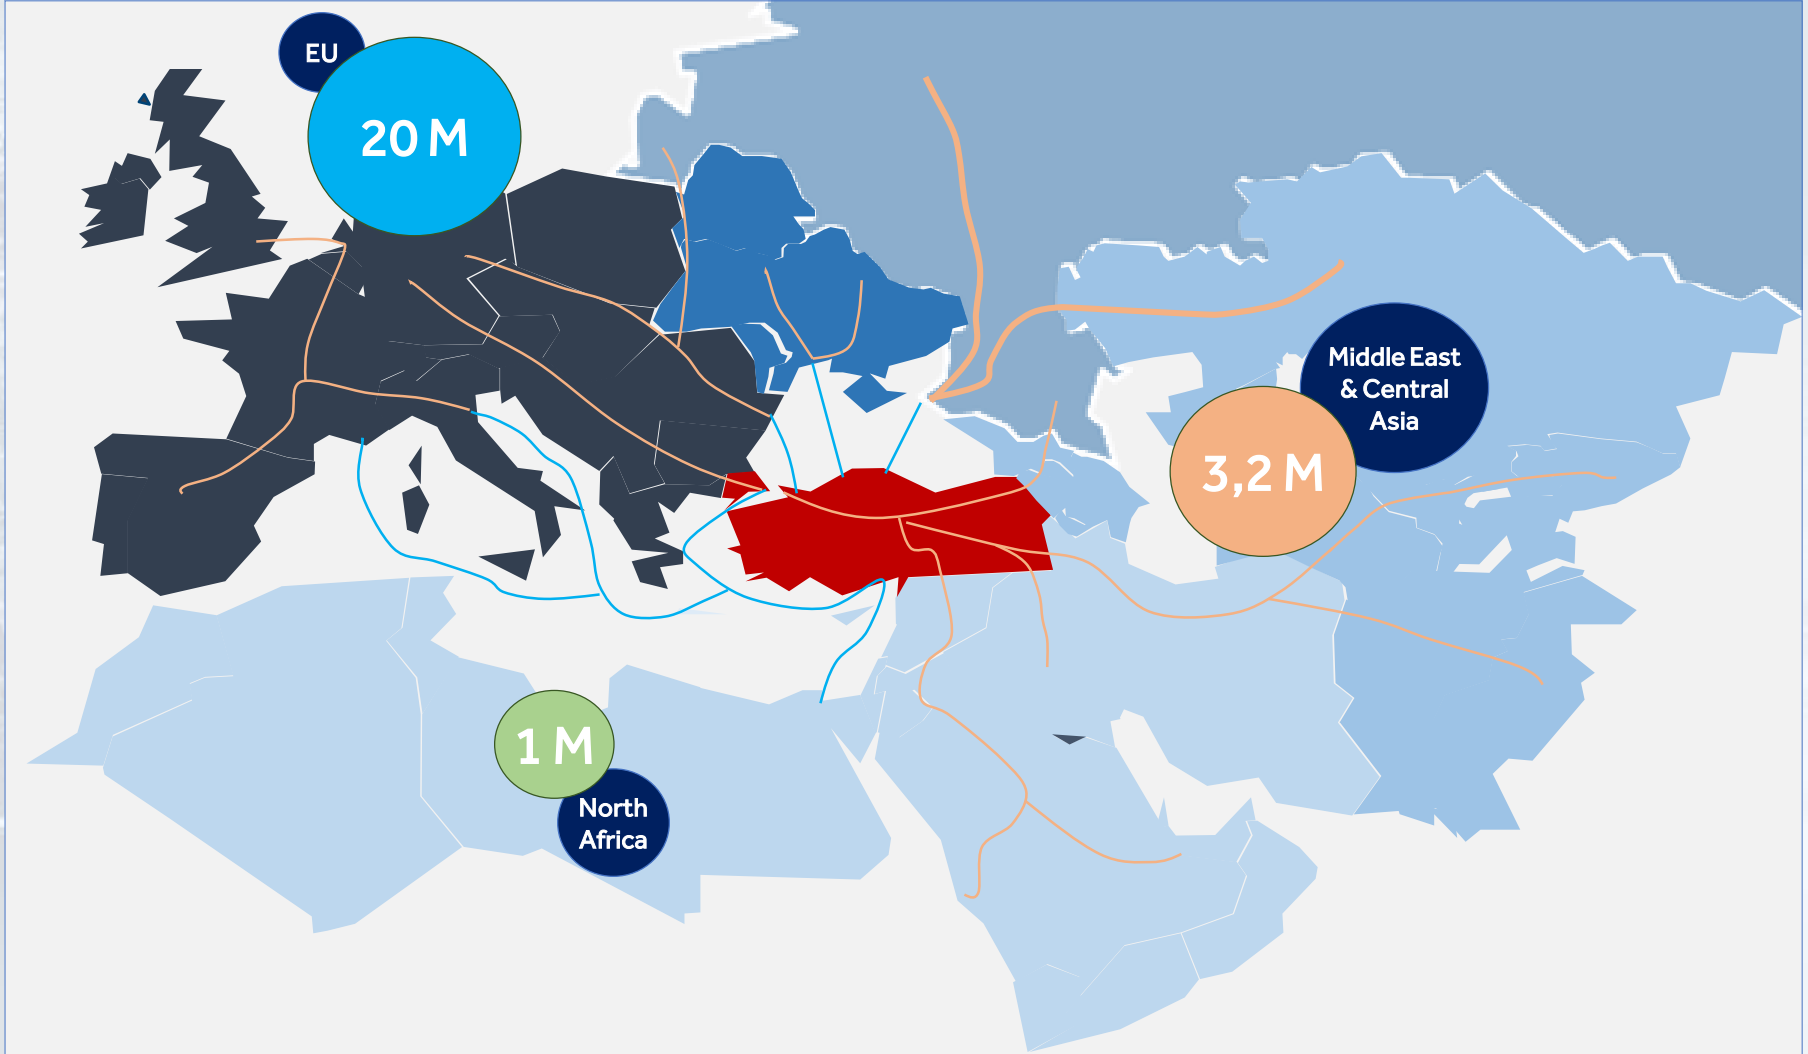 EU
20 M
Middle East
& Central
Asia
3,2 M
1 M
North
Africa